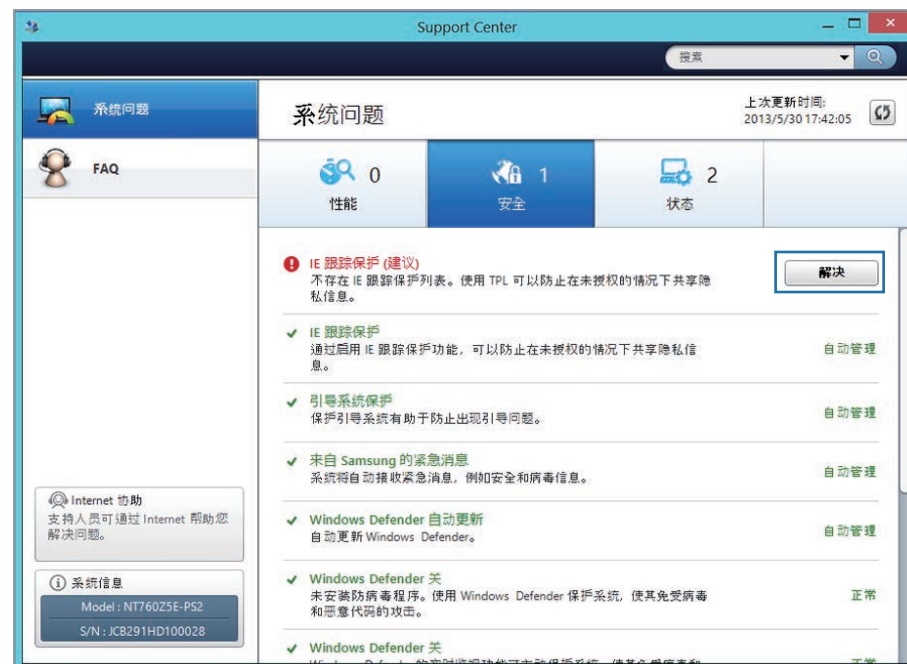 Support Center
搜索
系统问题
FAQ
系统问题
上次更新时间:
2013/5/30 17:42:05
0
性能
1
安全
2
状态
IE 跟踪保护 (建议)
不存在 IE 跟踪保护列表。使用 TPL 可以防止在未授权的情况下共享隐
私信息。
解决
IE 跟踪保护
通过启用 IE 跟踪保护功能，可以防止在未授权的情况下共享隐私信
息。
自动管理
引导系统保护
保护引导系统有助于防止出现引导问题。
自动管理
来自 Samsung 的紧急消息
系统将自动接收紧急消息，例如安全和病毒信息。
自动管理
Windows Defender 自动更新
自动更新 Windows Defender。
自动管理
Windows Defender 关
未安装防病毒程序。使用 Windows Defender 保护系统，使其免受病毒
和恶意代码的攻击。
正常
Windows Defender 关
Internet 协助
支持人员可通过 Internet 帮助您
解决问题。
系统信息
Model : NT760Z5E-PS2
S/N : JCB291HD100028